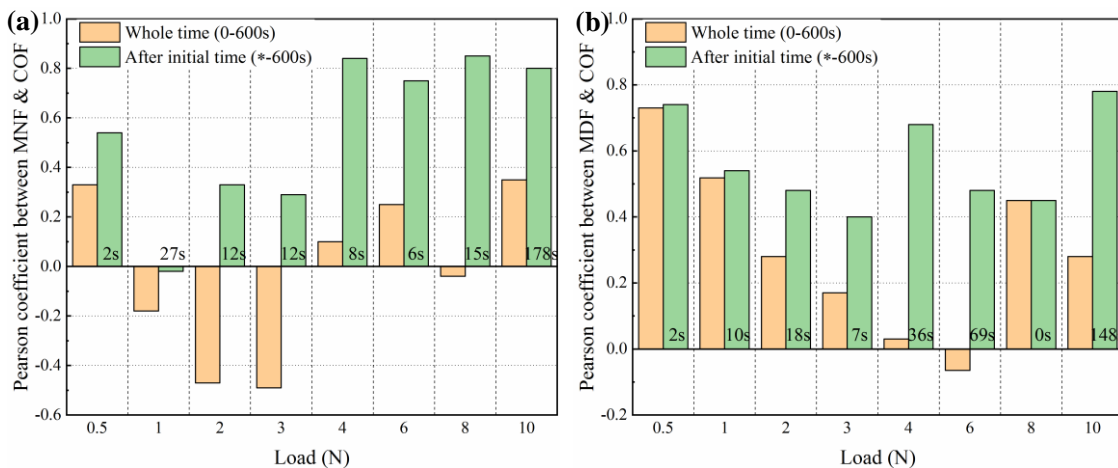 (a)
Pearson coefficient between MNF & COF
1.0
0.8
0.6
0.4
0.2
0.0
-0.2
-0.4
-0.6
Whole time (0-600s)
After initial time (*-600s)
2s 27s 12s 12s 8s 6s 15s 178s
0.5 1 2 3 4 6 8 10
Load (N)
(b)
Pearson coefficient between MDF & COF
1.0
0.8
0.6
0.4
0.2
0.0
-0.2
Whole time (0-600s)
After initial time (*-600s)
2s 10s 18s 7s 36s 69s 0s 148
0.5 1 2 3 4 6 8 10
Load (N)